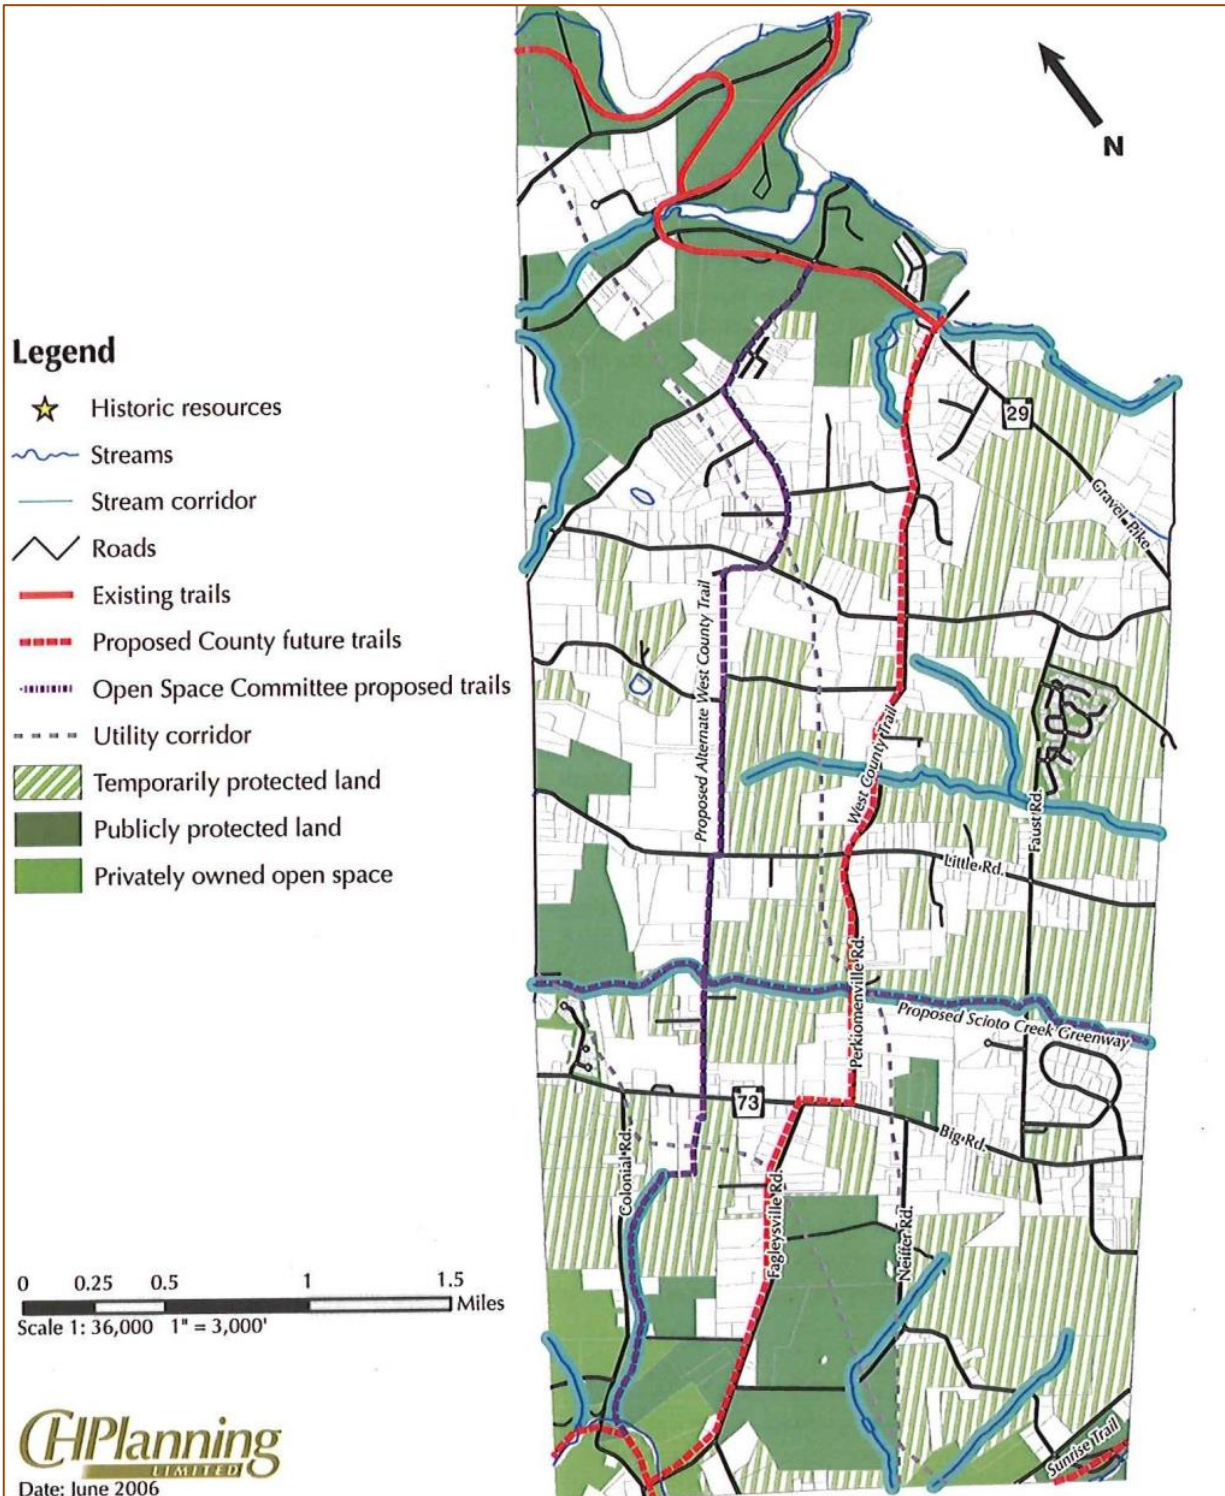 N
Legend
Historic resources
Streams
Stream corridor
Roads
Existing trails
Proposed County future trails
Open Space Committee proposed trails
Utility corridor
Temporarily protected land
Publicly protected land
Privately owned open space
29
Gravel Pike
Proposed Alternate West County Trail
West County Trail
Faust Rd.
Little Rd.
Perkiomenville Rd.
Proposed Scioto Creek Greenway
73
Big Rd.
Colonial Rd.
Fagleysville Rd.
Neiffer Rd.
Sunrise Trail
0 0.25 0.5 1 1.5
Miles
Scale 1: 36,000 1" = 3,000'
CHPlanning
LIMITED
Date: June 2006